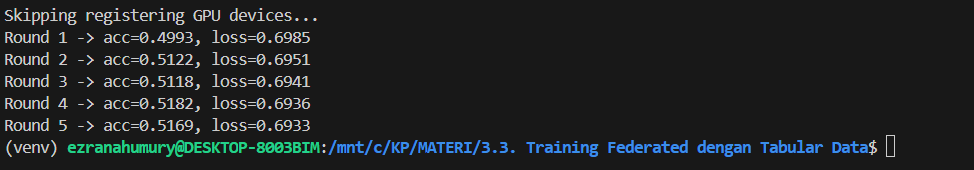 Skipping registering GPU devices...
Round 1 -> acc=0.4993, loss=0.6985
Round 2 -> acc=0.5122, loss=0.6951
Round 3 -> acc=0.5118, loss=0.6941
Round 4 -> acc=0.5182, loss=0.6936
Round 5 -> acc=0.5169, loss=0.6933
(venv) ezranahumury@DESKTOP-8003BIM:/mnt/c/KP/MATERI/3.3. Training Federated dengan Tabular Data$